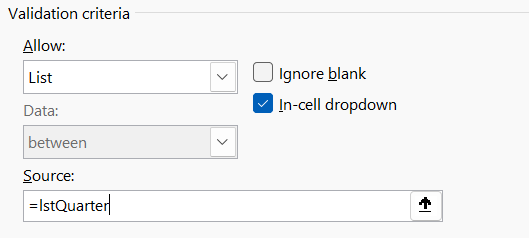 Validation criteria
Allow:
List
Ignore blank
In-cell dropdown
Data:
between
Source:
=lstQuarter